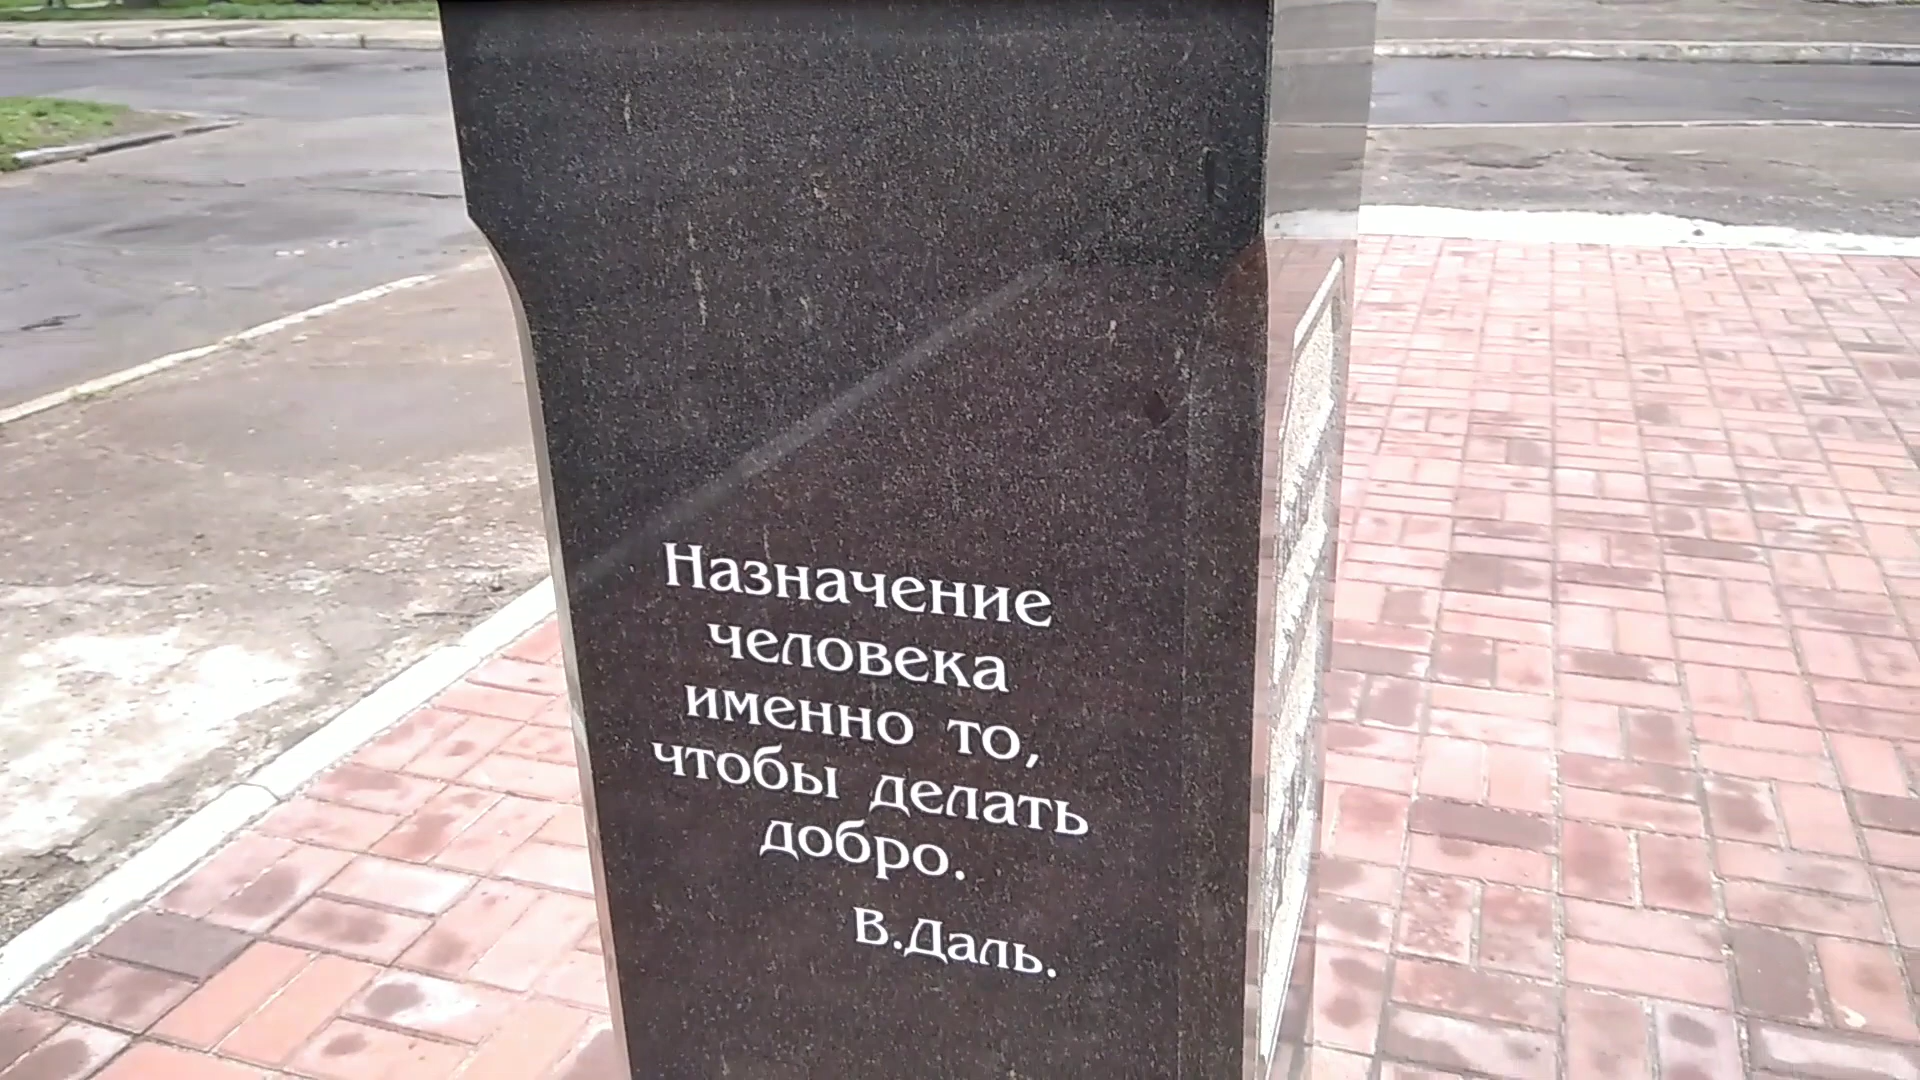 Назначение
человека
именно то,
чтобы делать
добро.
В.Даль.